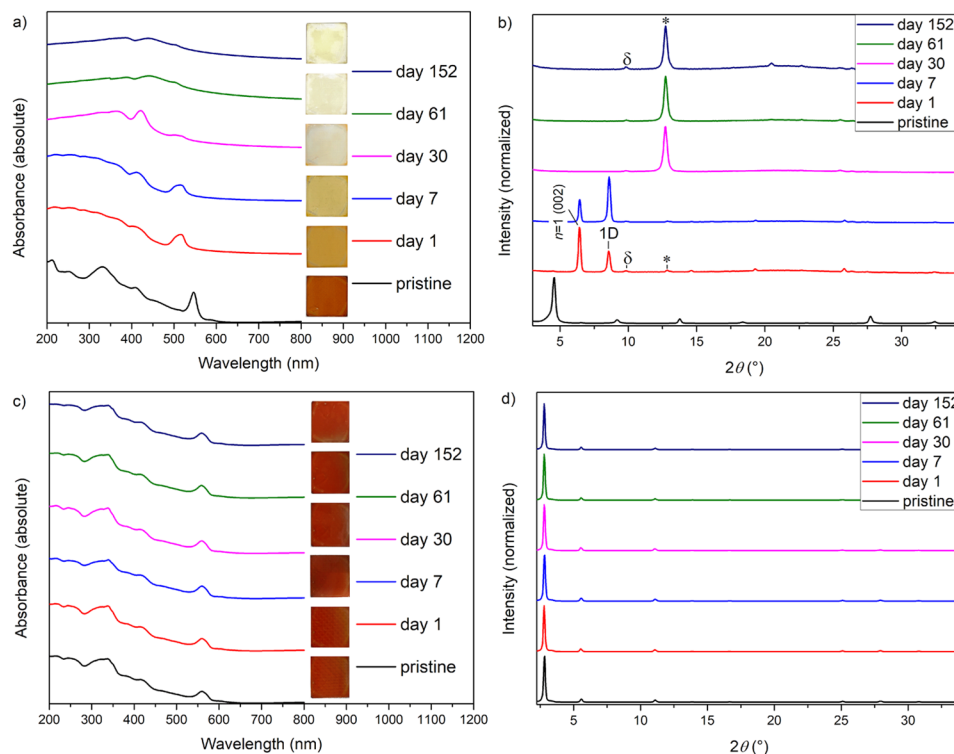 a)
Absorbance (absolute)
day 152
day 61
day 30
day 7
day 1
pristine
200 300 400 500 600 700 800 900 1000 1100 1200
Wavelength (nm)
b)
Intensity (normalized)
day 152
day 61
day 30
day 7
day 1
pristine
δ
*
n=1 (002)
1D
δ
*
5 10 15 20 25 30
2θ (°)
c)
Absorbance (absolute)
day 152
day 61
day 30
day 7
day 1
pristine
200 300 400 500 600 700 800 900 1000 1100 1200
Wavelength (nm)
d)
Intensity (normalized)
day 152
day 61
day 30
day 7
day 1
pristine
5 10 15 20 25 30
2θ (°)